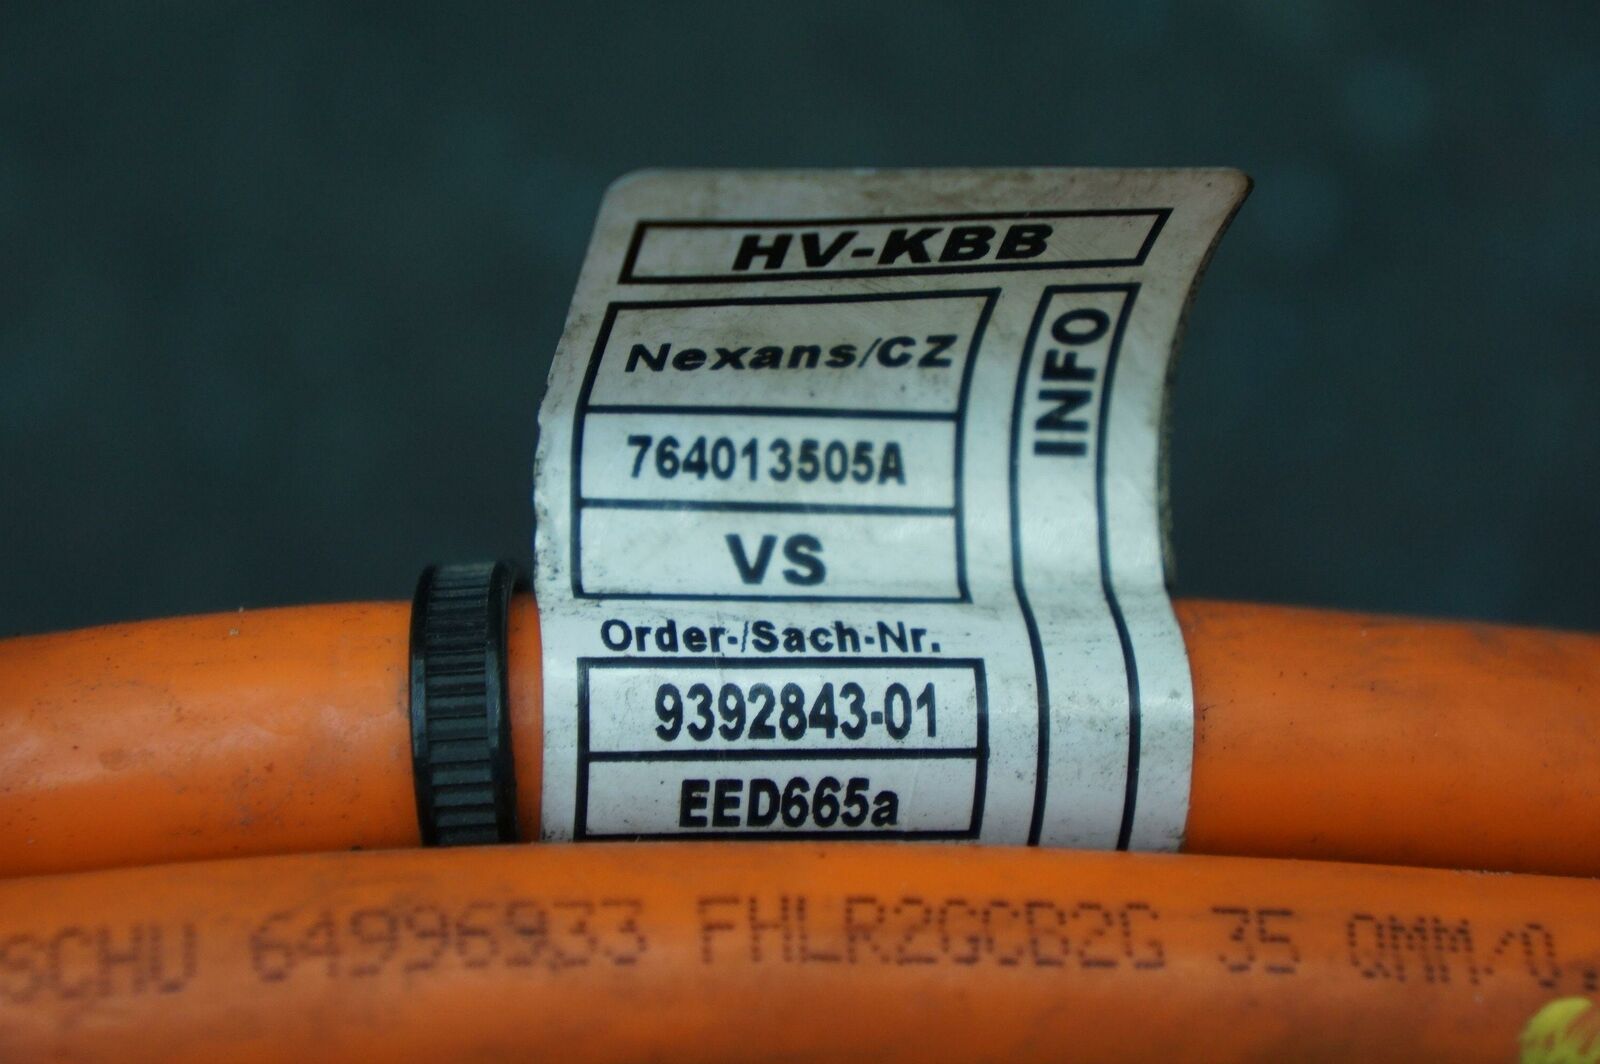 HV-KBB
Nexans/CZ
764013505A
VS
INFO
Order-/Sach-Nr.
9392843-01
EED665a
SCHU 64996933 FHLR2GCB2G 35 QMM/0.